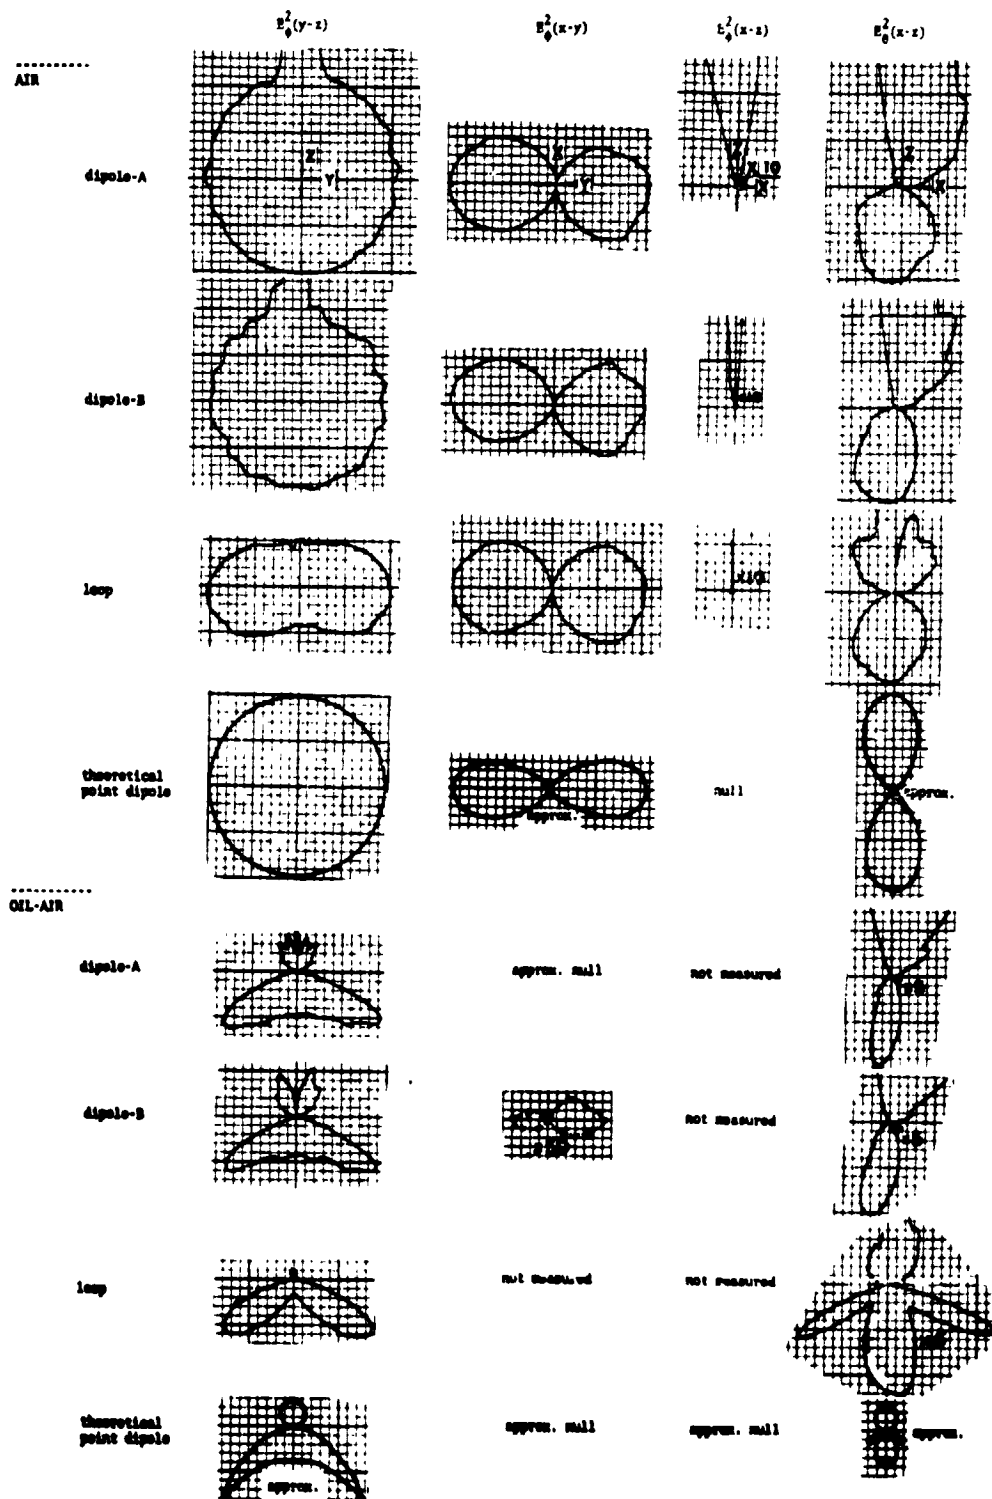 E²ϕ(y-z) E²ϕ(x-y) E²ϕ(x-z) E²θ(x-z)
AIR
dipole-A
Z
Y
X
Y
Z
X 10
X
Z
X
dipole-B
loop
x10
theoretical
point dipole
approx.
null
approx.
OIL-AIR
dipole-A
approx. null
not measured
dipole-B
not measured
loop
not measured
not measured
theoretical
point dipole
approx.
approx. null
approx. null
approx.